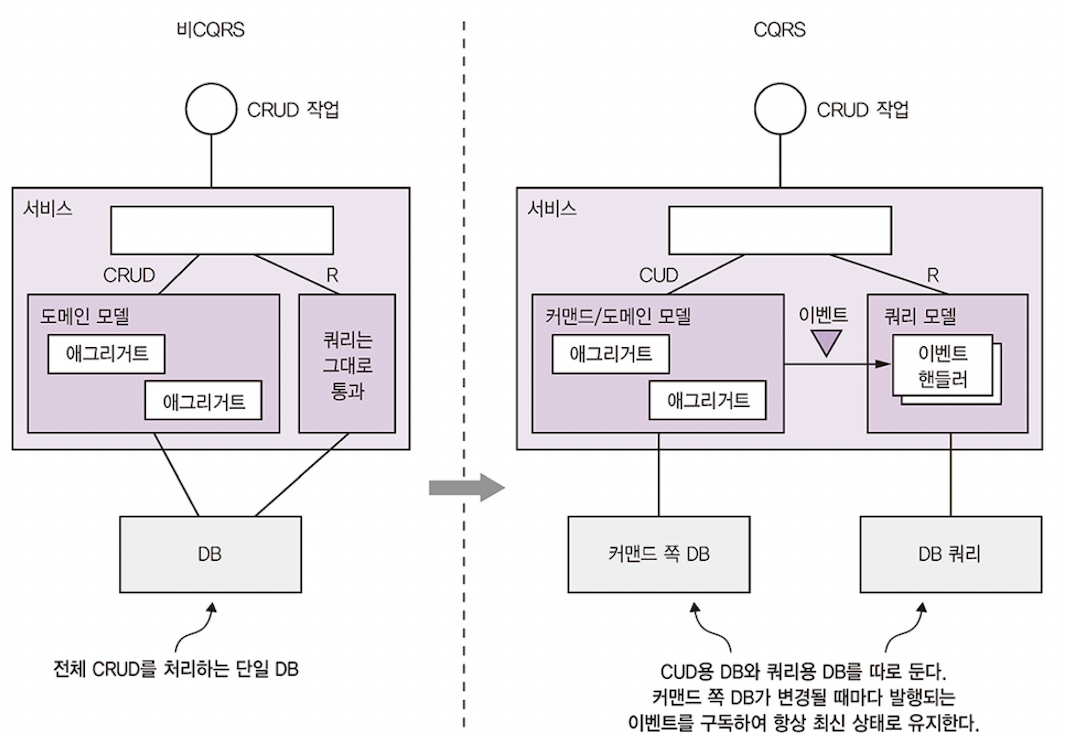 비CQRS
CRUD 작업
서비스
CRUD
R
도메인 모델
애그리거트
애그리거트
쿼리는
그대로
통과
DB
전체 CRUD를 처리하는 단일 DB
CQRS
CRUD 작업
서비스
CUD
R
커맨드/도메인 모델
애그리거트
애그리거트
이벤트
쿼리 모델
이벤트
핸들러
커맨드 쪽 DB
DB 쿼리
CUD용 DB와 쿼리용 DB를 따로 둔다.
커맨드 쪽 DB가 변경될 때마다 발행되는
이벤트를 구독하여 항상 최신 상태로 유지한다.